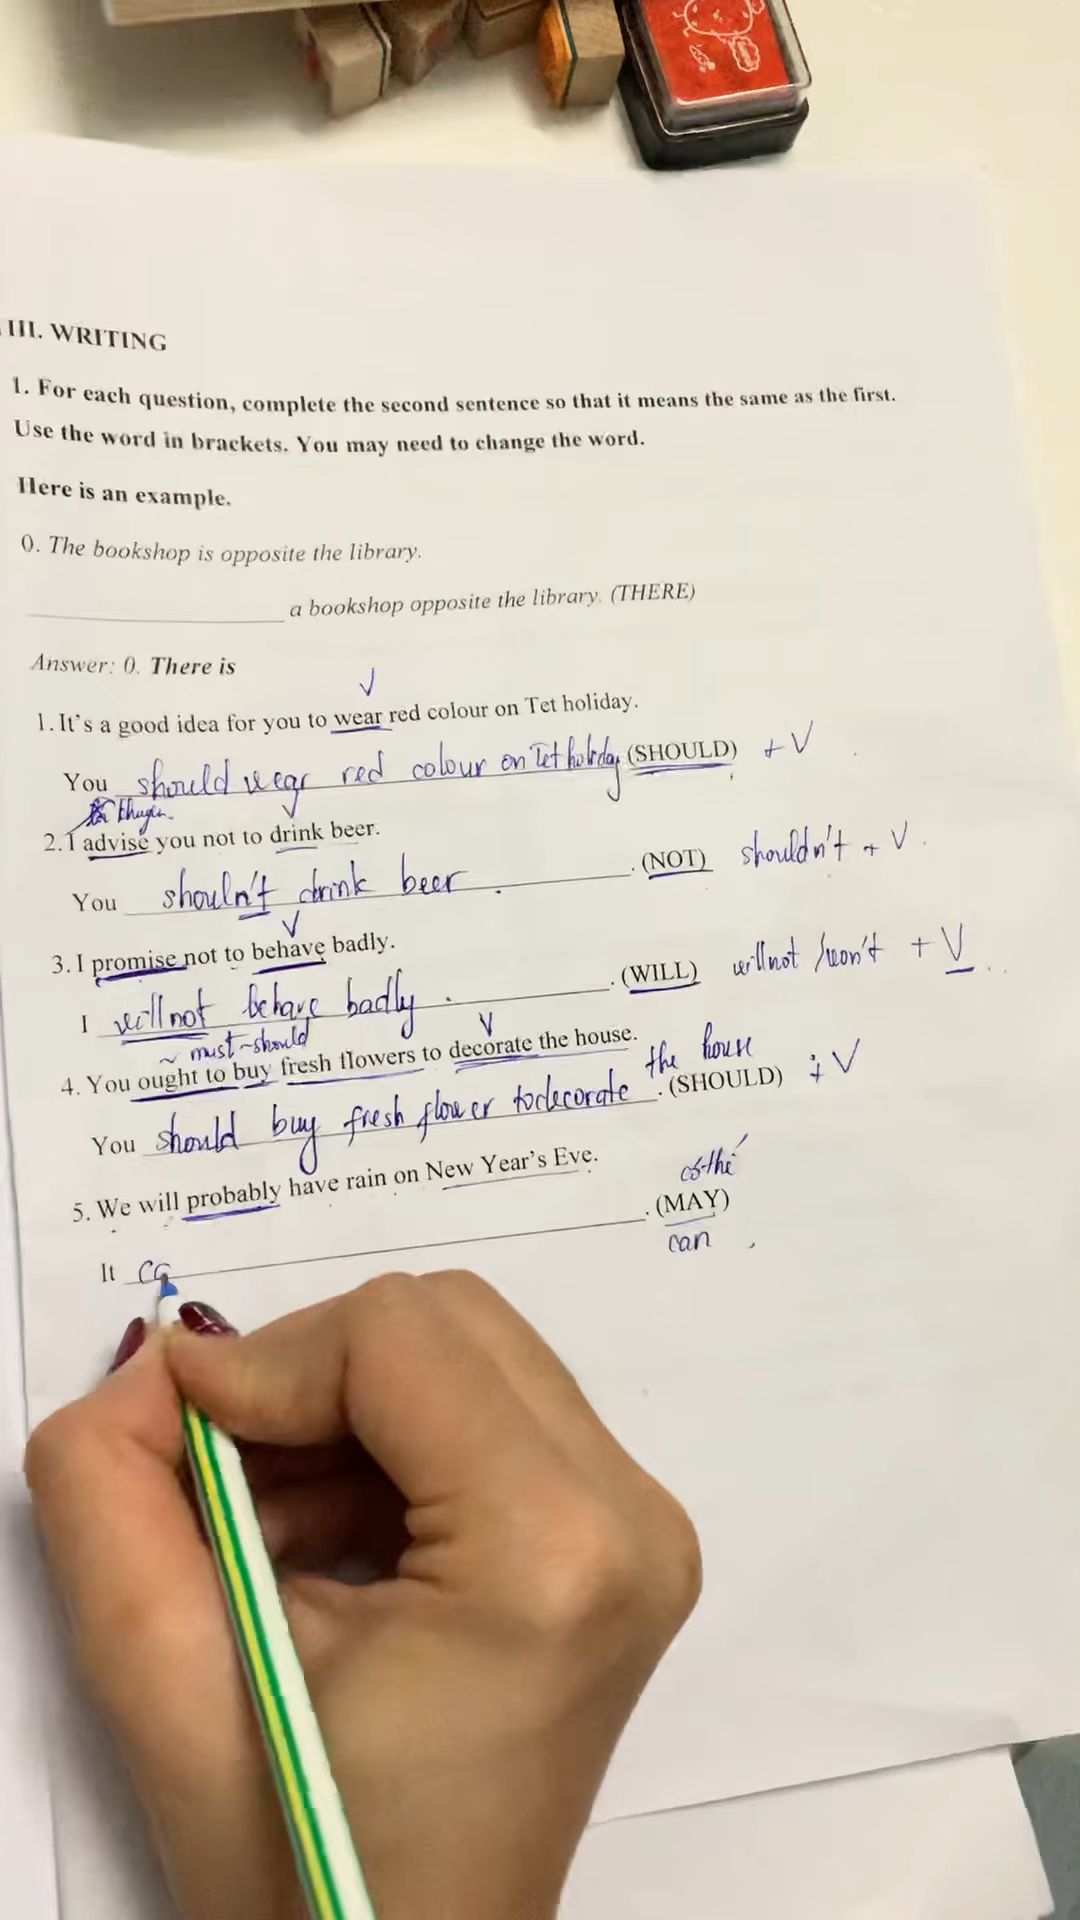 III. WRITING
1. For each question, complete the second sentence so that it means the same as the first.
Use the word in brackets. You may need to change the word.
Here is an example.
0. The bookshop is opposite the library.
____________ a bookshop opposite the library. (THERE)
Answer: 0. There is
V
1. It's a good idea for you to wear red colour on Tet holiday.
You should wear red colour on Tet holiday (SHOULD) + V
khuyên V
2. I advise you not to drink beer.
You shouln't drink beer . (NOT) shouldn't + V
V
3. I promise not to behave badly.
I will not behave badly . (WILL) will not / won't + V
~ must ~ should V
4. You ought to buy fresh flowers to decorate the house.
You should buy fresh flower to decorate the house . (SHOULD) + V
5. We will probably have rain on New Year's Eve.
có thể
It ca . (MAY)
can